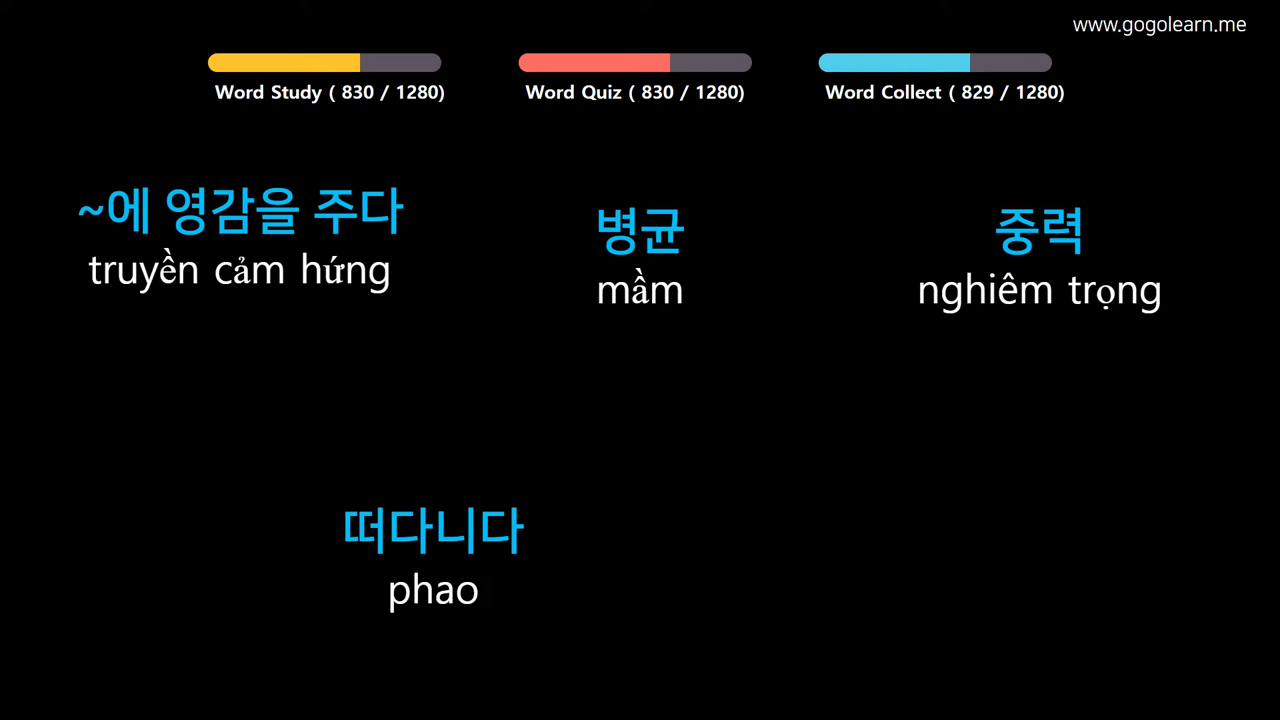 www.gogolearn.me
Word Study ( 830 / 1280)
Word Quiz ( 830 / 1280)
Word Collect ( 829 / 1280)
~에 영감을 주다
truyền cảm hứng
병균
mầm
중력
nghiêm trọng
떠다니다
phao